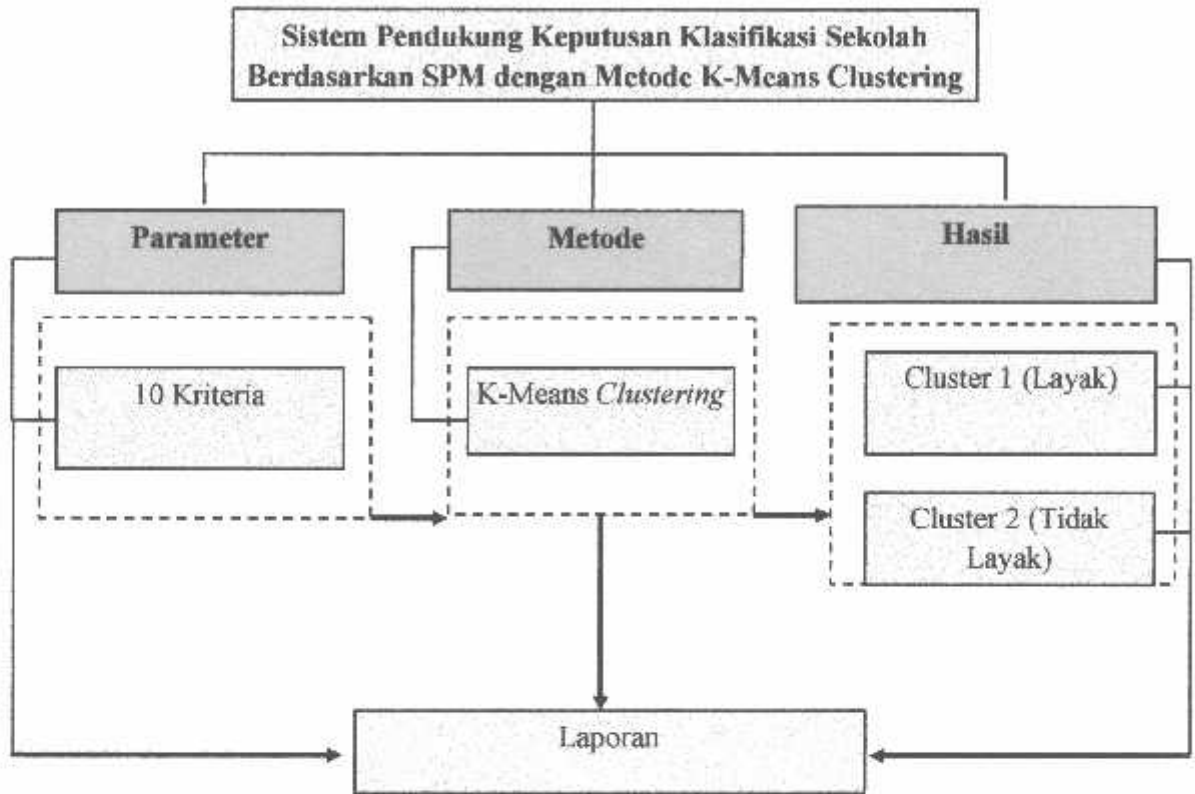 Sistem Pendukung Keputusan Klasifikasi Sekolah
Berdasarkan SPM dengan Metode K-Means Clustering
Parameter
Metode
Hasil
10 Kriteria
K-Means Clustering
Cluster 1 (Layak)
Cluster 2 (Tidak
Layak)
Laporan